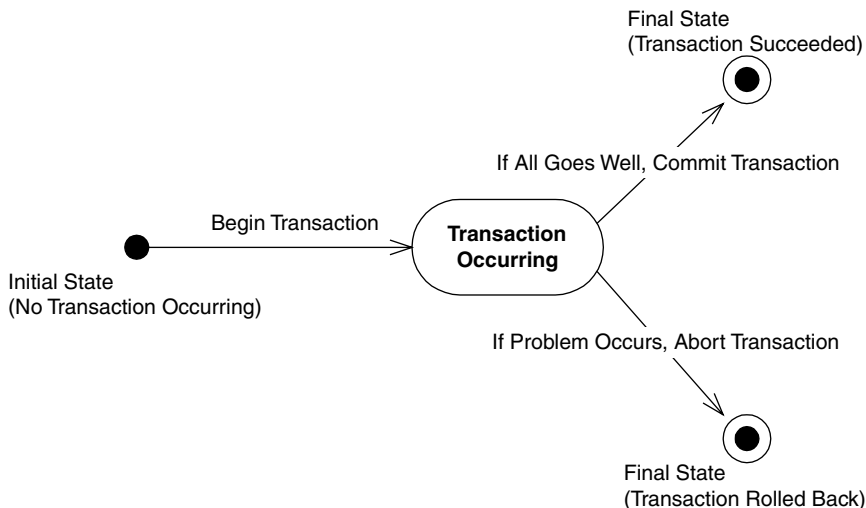 Final State
(Transaction Succeeded)
If All Goes Well, Commit Transaction
Begin Transaction
Transaction
Occurring
Initial State
(No Transaction Occurring)
If Problem Occurs, Abort Transaction
Final State
(Transaction Rolled Back)